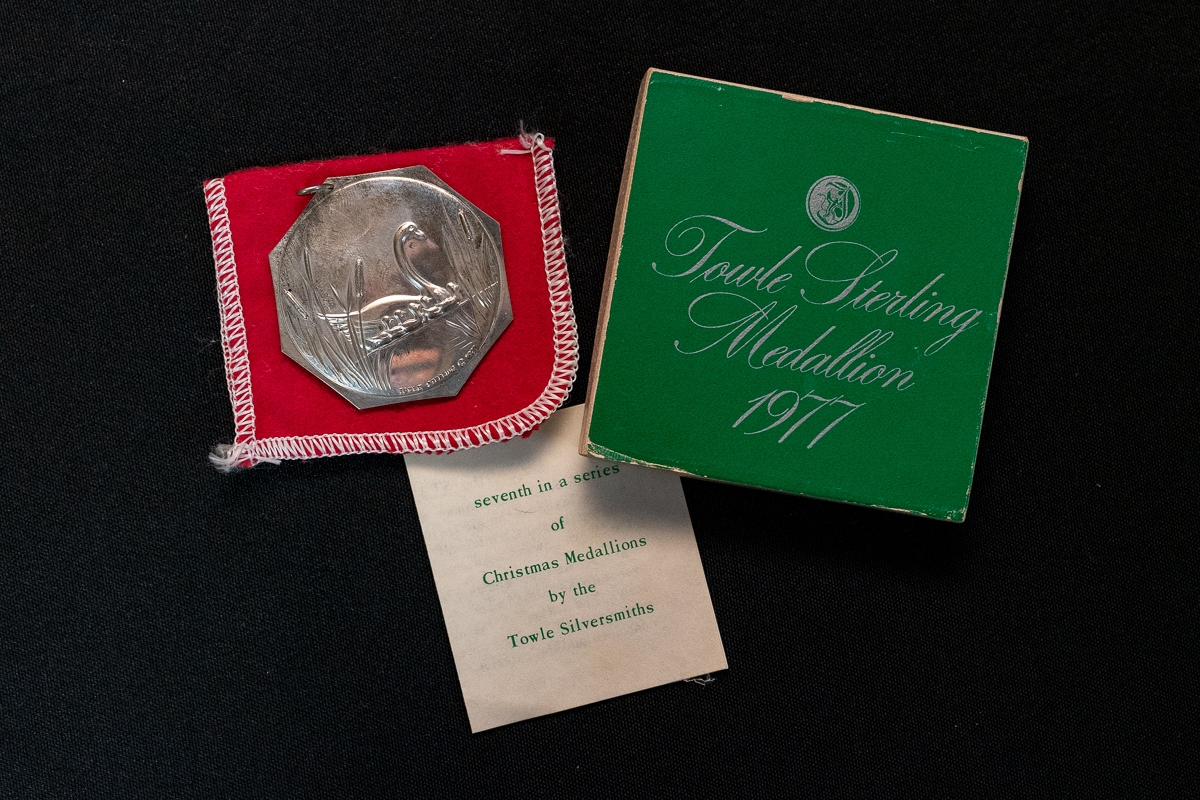 Towle Sterling
Medallion
1977
seventh in a series
of
Christmas Medallions
by the
Towle Silversmiths